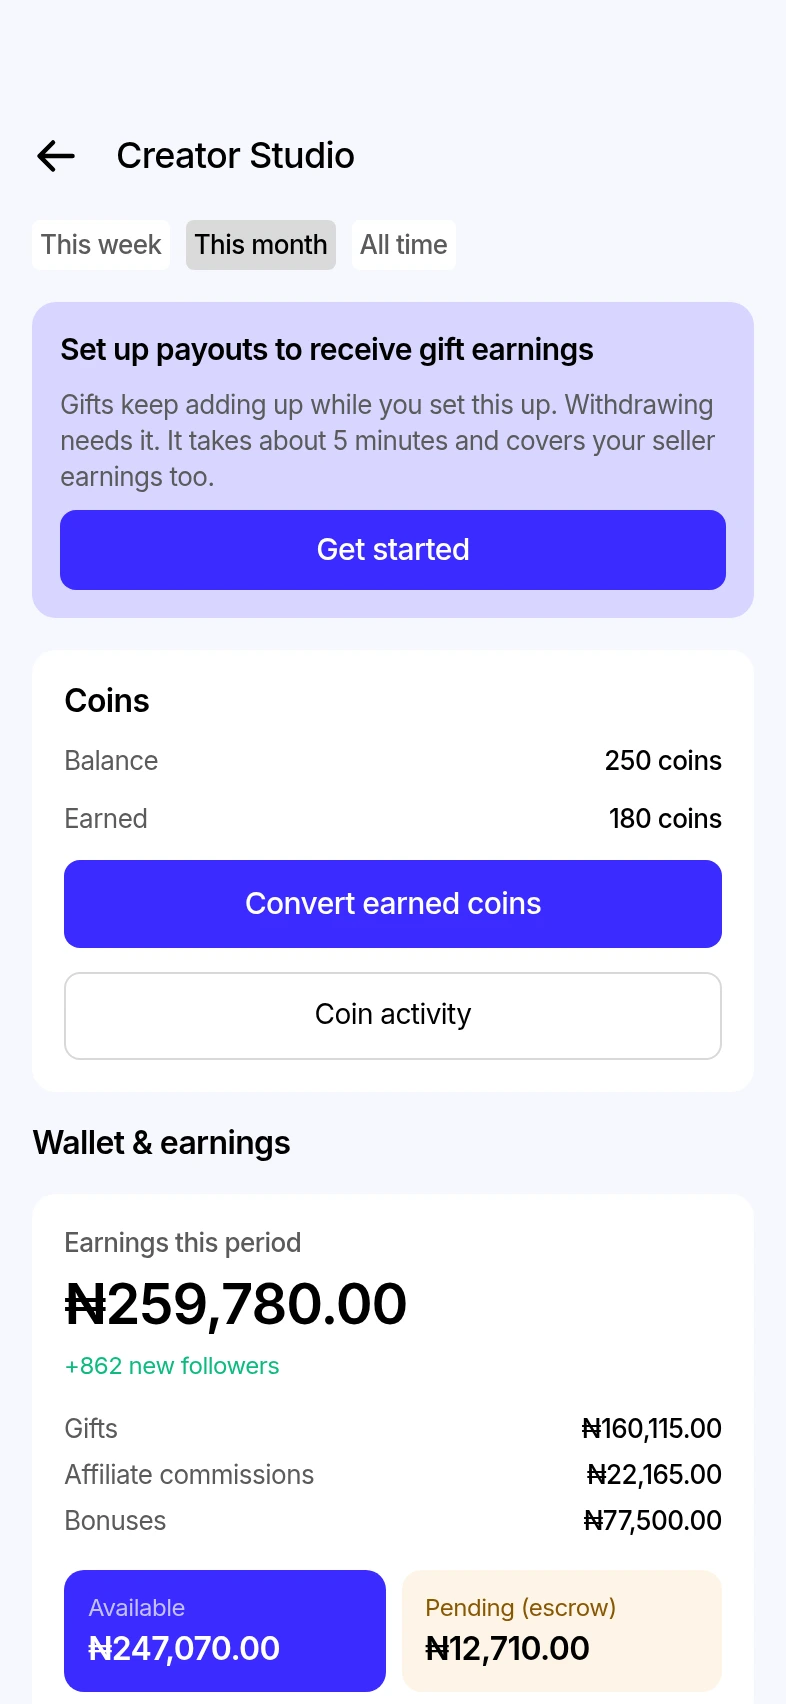 Creator Studio
This week
This month
All time
Set up payouts to receive gift earnings
Gifts keep adding up while you set this up. Withdrawing
needs it. It takes about 5 minutes and covers your seller
earnings too.
Get started
Coins
Balance
250 coins
Earned
180 coins
Convert earned coins
Coin activity
Wallet & earnings
Earnings this period
₦259,780.00
+862 new followers
Gifts
₦160,115.00
Affiliate commissions
₦22,165.00
Bonuses
₦77,500.00
Available
₦247,070.00
Pending (escrow)
₦12,710.00